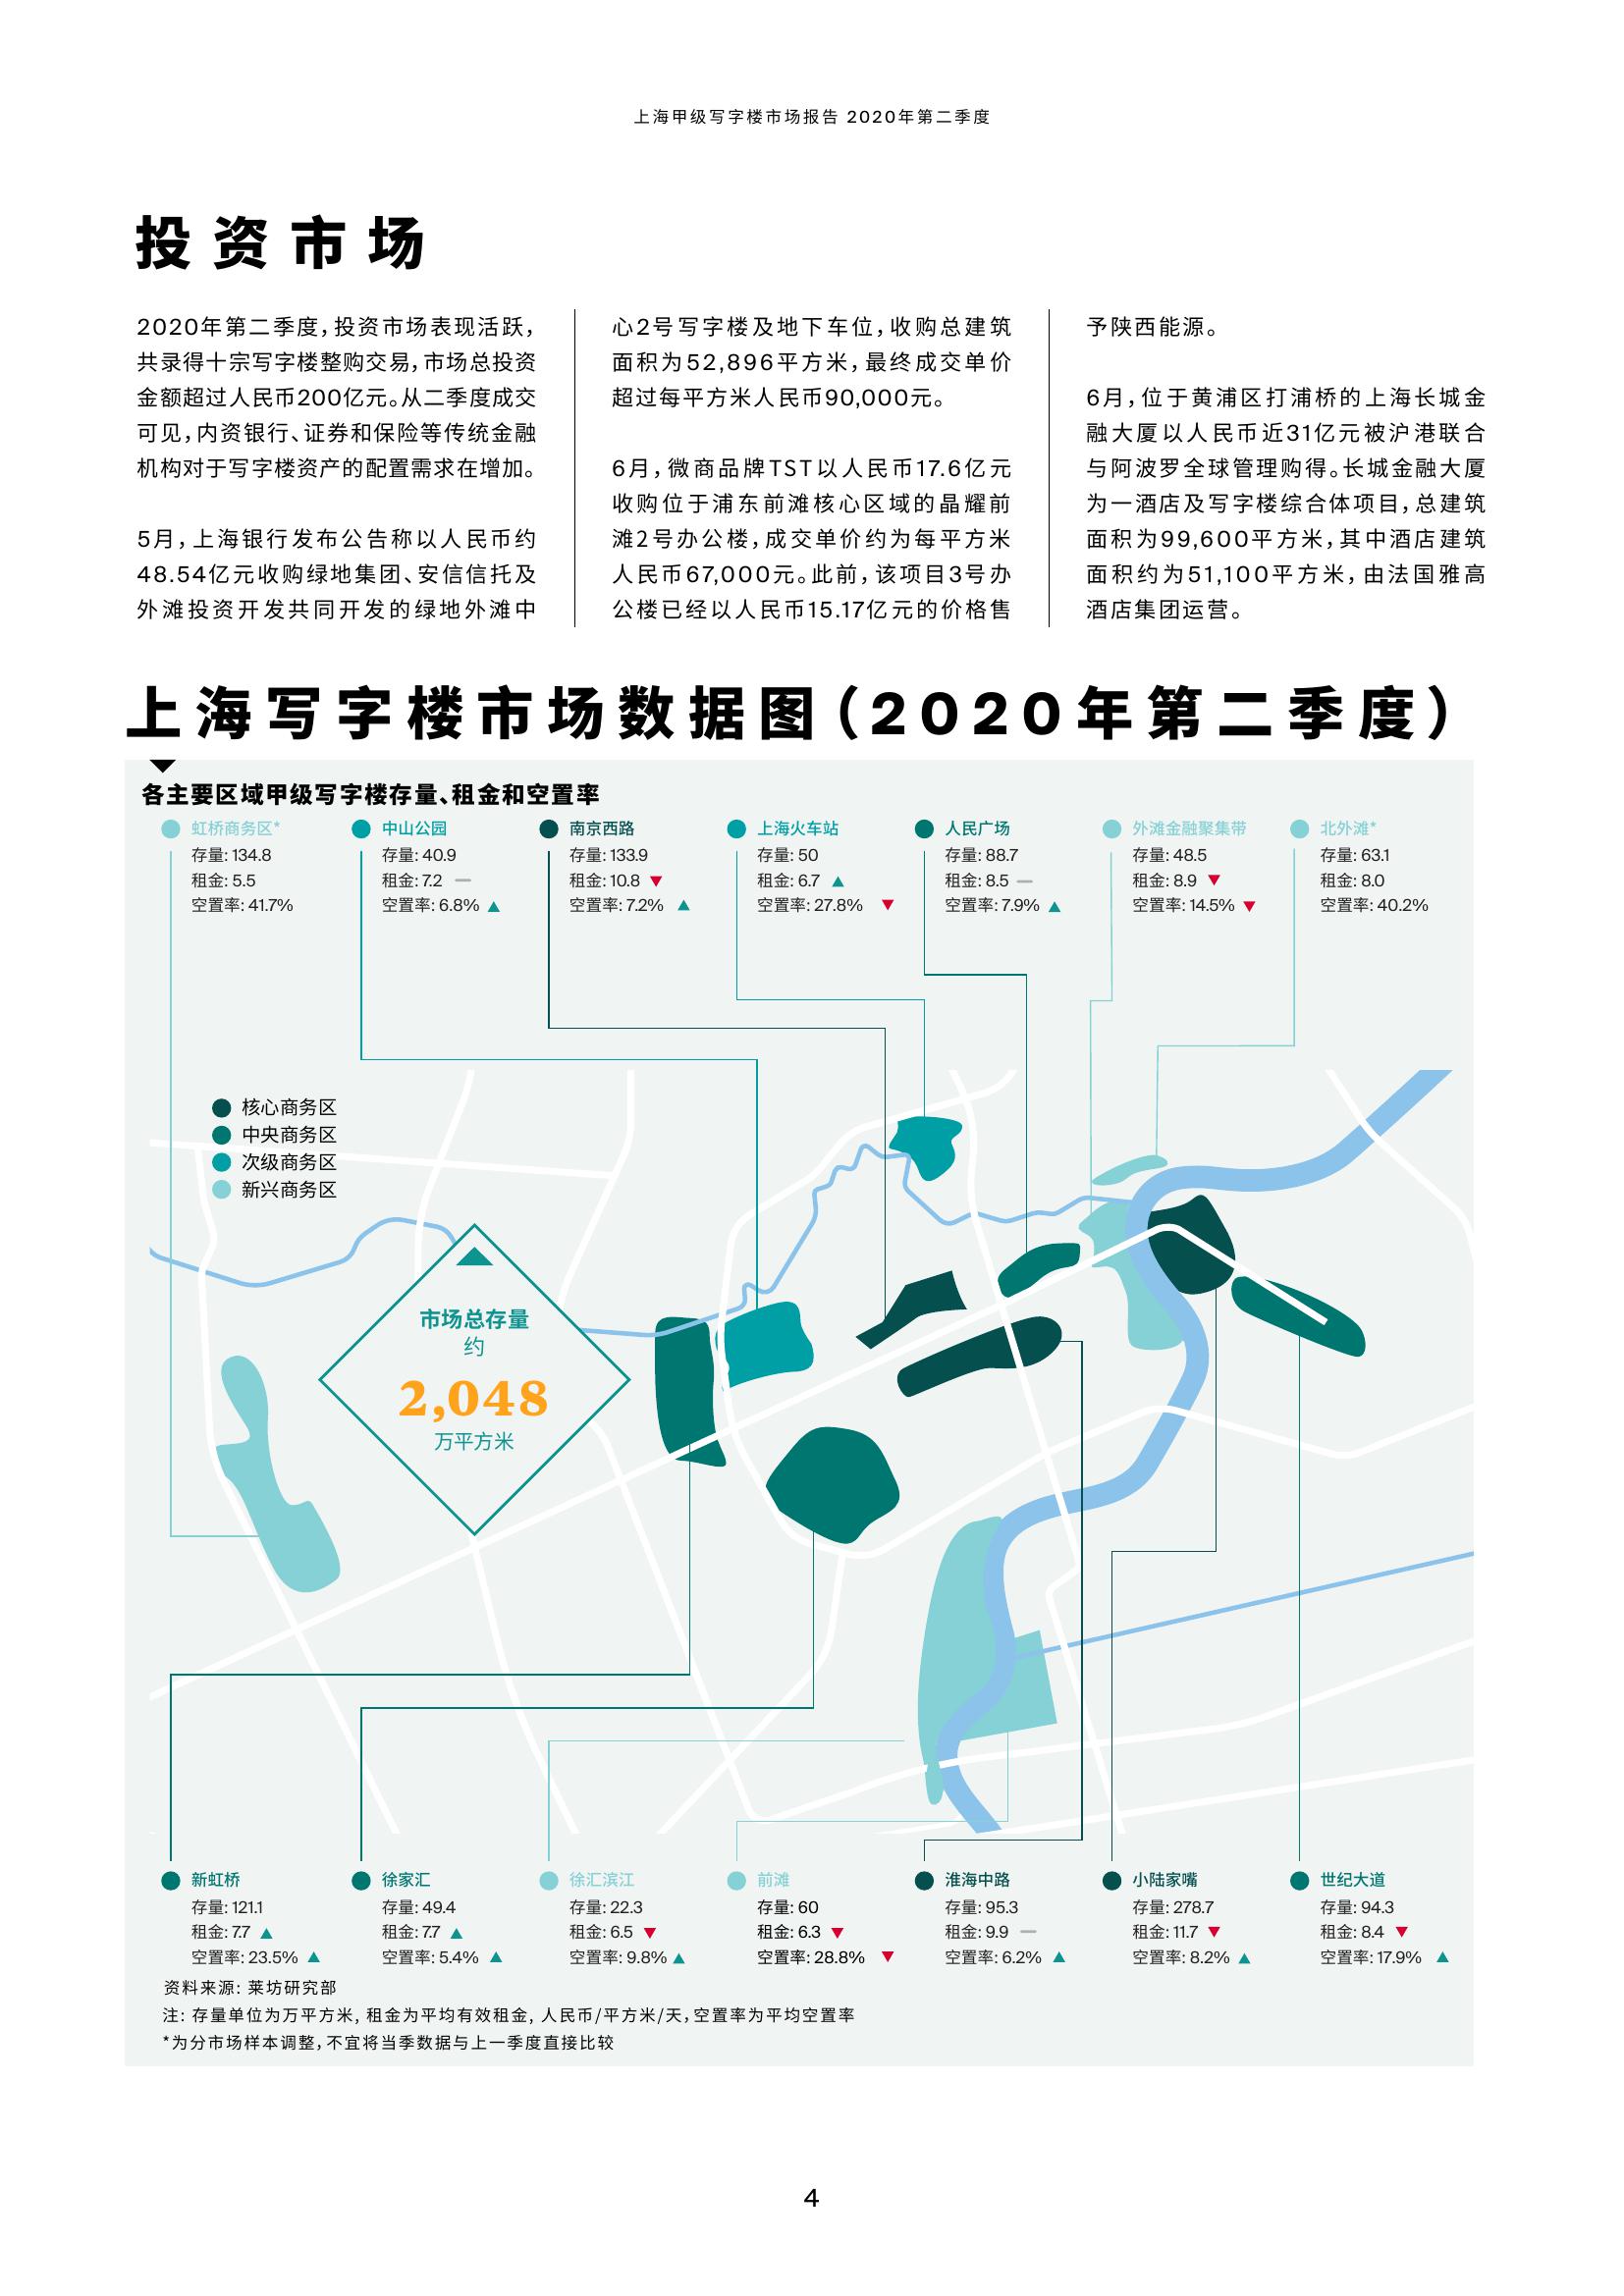 上海甲级写字楼市场报告 2020年第二季度
投资市场
2020年第二季度，投资市场表现活跃，
共录得十宗写字楼整购交易，市场总投资
金额超过人民币200亿元。从二季度成交
可见，内资银行、证券和保险等传统金融
机构对于写字楼资产的配置需求在增加。
5月，上海银行发布公告称以人民币约
48.54亿元收购绿地集团、安信信托及
外滩投资开发共同开发的绿地外滩中
心2号写字楼及地下车位，收购总建筑
面积为52,896平方米，最终成交单价
超过每平方米人民币90,000元。
6月，微商品牌TST以人民币17.6亿元
收购位于浦东前滩核心区域的晶耀前
滩2号办公楼，成交单价约为每平方米
人民币67,000元。此前，该项目3号办
公楼已经以人民币15.17亿元的价格售
予陕西能源。
6月，位于黄浦区打浦桥的上海长城金
融大厦以人民币近31亿元被沪港联合
与阿波罗全球管理购得。长城金融大厦
为一酒店及写字楼综合体项目，总建筑
面积为99,600平方米，其中酒店建筑
面积约为51,100平方米，由法国雅高
酒店集团运营。
上海写字楼市场数据图（2020年第二季度）
各主要区域甲级写字楼存量、租金和空置率
虹桥商务区*
存量: 134.8
租金: 5.5
空置率: 41.7%
中山公园
存量: 40.9
租金: 7.2 —
空置率: 6.8% ▲
南京西路
存量: 133.9
租金: 10.8 ▼
空置率: 7.2% ▲
上海火车站
存量: 50
租金: 6.7 ▲
空置率: 27.8% ▼
人民广场
存量: 88.7
租金: 8.5 —
空置率: 7.9% ▲
外滩金融聚集带
存量: 48.5
租金: 8.9 ▼
空置率: 14.5% ▼
北外滩*
存量: 63.1
租金: 8.0
空置率: 40.2%
核心商务区
中央商务区
次级商务区
新兴商务区
市场总存量
约
2,048
万平方米
新虹桥
存量: 121.1
租金: 7.7 ▲
空置率: 23.5% ▲
徐家汇
存量: 49.4
租金: 7.7 ▲
空置率: 5.4% ▲
徐汇滨江
存量: 22.3
租金: 6.5 ▼
空置率: 9.8% ▲
前滩
存量: 60
租金: 6.3 ▼
空置率: 28.8% ▼
淮海中路
存量: 95.3
租金: 9.9 —
空置率: 6.2% ▲
小陆家嘴
存量: 278.7
租金: 11.7 ▼
空置率: 8.2% ▲
世纪大道
存量: 94.3
租金: 8.4 ▼
空置率: 17.9% ▲
资料来源: 莱坊研究部
注: 存量单位为万平方米, 租金为平均有效租金, 人民币/平方米/天, 空置率为平均空置率
*为分市场样本调整, 不宜将当季数据与上一季度直接比较
4